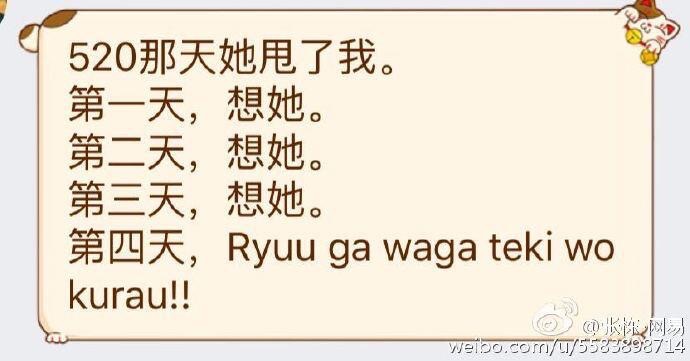 520那天她甩了我。
第一天，想她。
第二天，想她。
第三天，想她。
第四天，Ryuu ga waga teki wo
kurau!!
weibo.com/u/5583898714